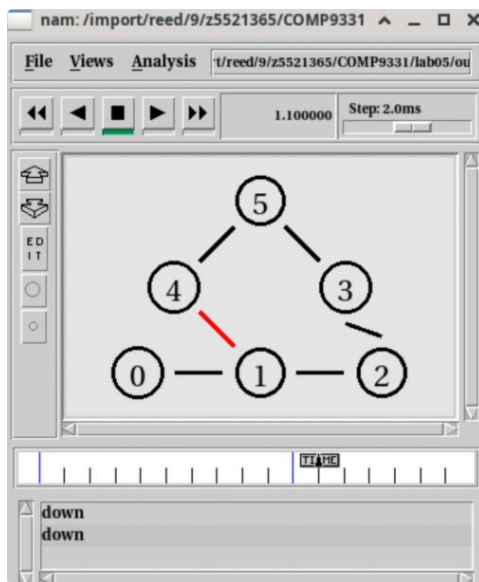 nam: /import/reed/9/z5521365/COMP9331
File Views Analysis t/reed/9/z5521365/COMP9331/lab05/ou
1.100000 Step: 2.0ms
ED
IT
5
4 3
0 1 2
TIME
down
down